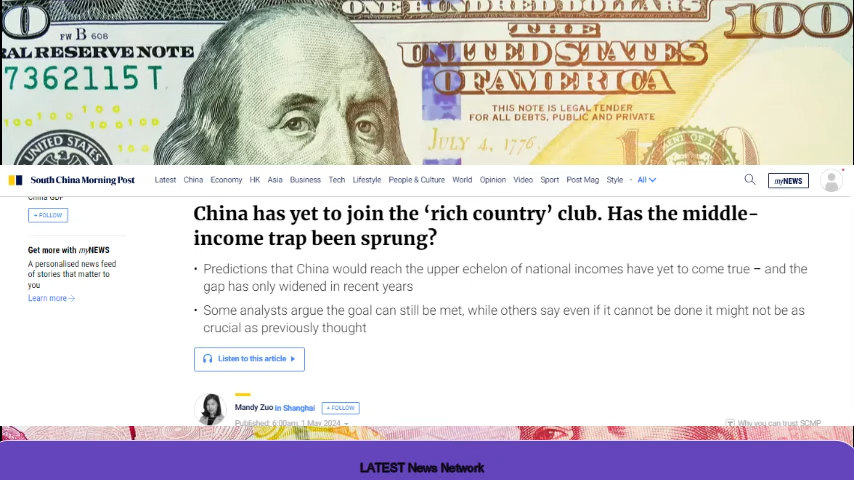 ONE HUNDRED DOLLARS
FW B 608
THE
100
RAL RESERVE NOTE
UNITED STATES
7362115 T
OF AMERICA
THIS NOTE IS LEGAL TENDER
FOR ALL DEBTS, PUBLIC AND PRIVATE
JULY 4, 1776
UNITED STATES
South China Morning Post
Latest China Economy HK Asia Business Tech Lifestyle People & Culture World Opinion Video Sport Post Mag Style • All
myNEWS
China GDP
+ FOLLOW
Get more with myNEWS
A personalised news feed
of stories that matter to
you
Learn more
China has yet to join the ‘rich country’ club. Has the middle-
income trap been sprung?
• Predictions that China would reach the upper echelon of national incomes have yet to come true – and the
gap has only widened in recent years
• Some analysts argue the goal can still be met, while others say even if it cannot be done it might not be as
crucial as previously thought
Listen to this article
Mandy Zuo in Shanghai + FOLLOW
Published: 6:00am, 1 May 2024
Why you can trust SCMP
LATEST News Network